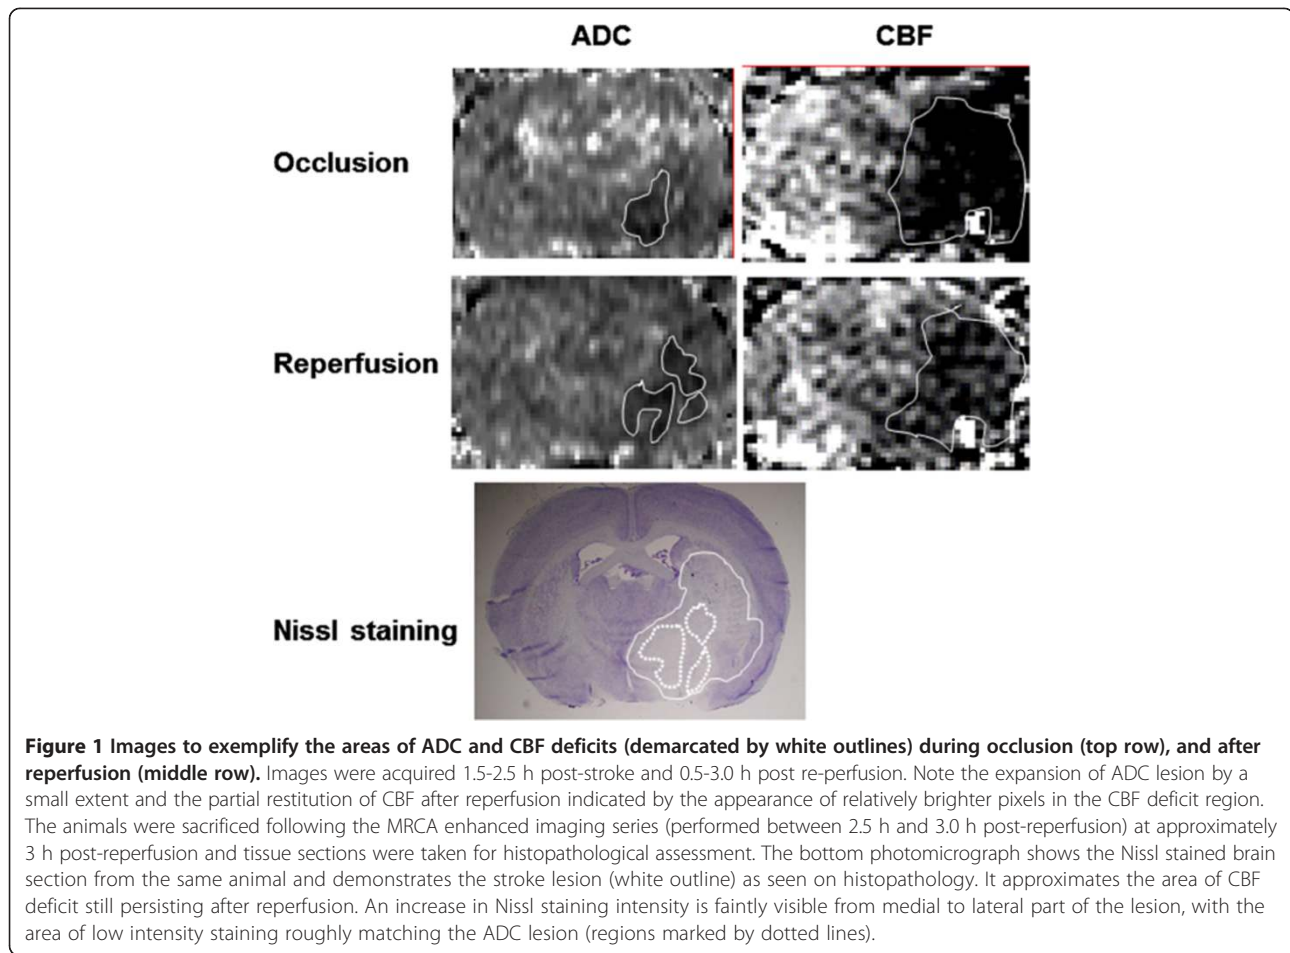 ADC CBF
Occlusion
Reperfusion
Nissl staining
Figure 1 Images to exemplify the areas of ADC and CBF deficits (demarcated by white outlines) during occlusion (top row), and after
reperfusion (middle row). Images were acquired 1.5-2.5 h post-stroke and 0.5-3.0 h post re-perfusion. Note the expansion of ADC lesion by a
small extent and the partial restitution of CBF after reperfusion indicated by the appearance of relatively brighter pixels in the CBF deficit region.
The animals were sacrificed following the MRCA enhanced imaging series (performed between 2.5 h and 3.0 h post-reperfusion) at approximately
3 h post-reperfusion and tissue sections were taken for histopathological assessment. The bottom photomicrograph shows the Nissl stained brain
section from the same animal and demonstrates the stroke lesion (white outline) as seen on histopathology. It approximates the area of CBF
deficit still persisting after reperfusion. An increase in Nissl staining intensity is faintly visible from medial to lateral part of the lesion, with the
area of low intensity staining roughly matching the ADC lesion (regions marked by dotted lines).